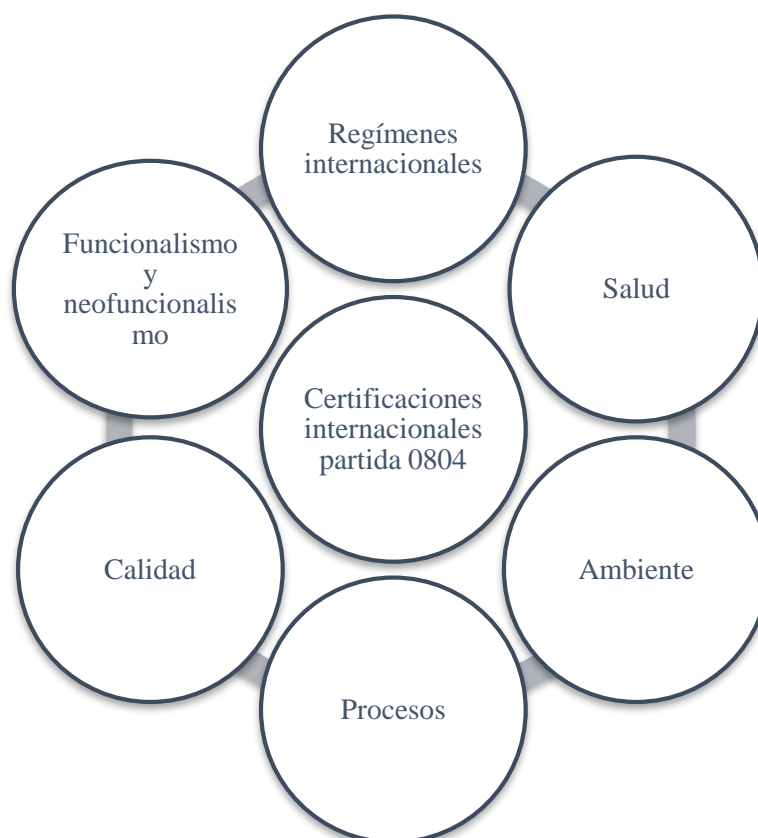 Regímenes
internacionales
Funcionalismo
y
neofuncionalis
mo
Salud
Certificaciones
internacionales
partida 0804
Calidad
Ambiente
Procesos